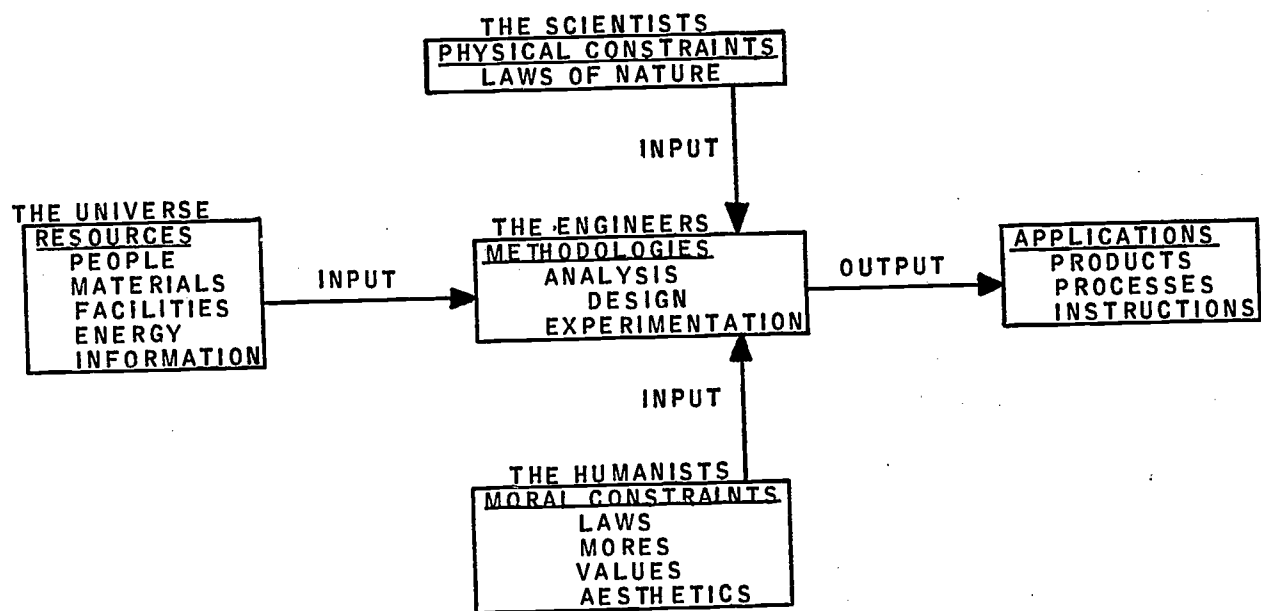 THE SCIENTISTS
PHYSICAL CONSTRAINTS
LAWS OF NATURE
INPUT
THE UNIVERSE
RESOURCES
PEOPLE
MATERIALS
FACILITIES
ENERGY
INFORMATION
INPUT
THE ENGINEERS
METHODOLOGIES
ANALYSIS
DESIGN
EXPERIMENTATION
OUTPUT
APPLICATIONS
PRODUCTS
PROCESSES
INSTRUCTIONS
INPUT
THE HUMANISTS
MORAL CONSTRAINTS
LAWS
MORES
VALUES
AESTHETICS